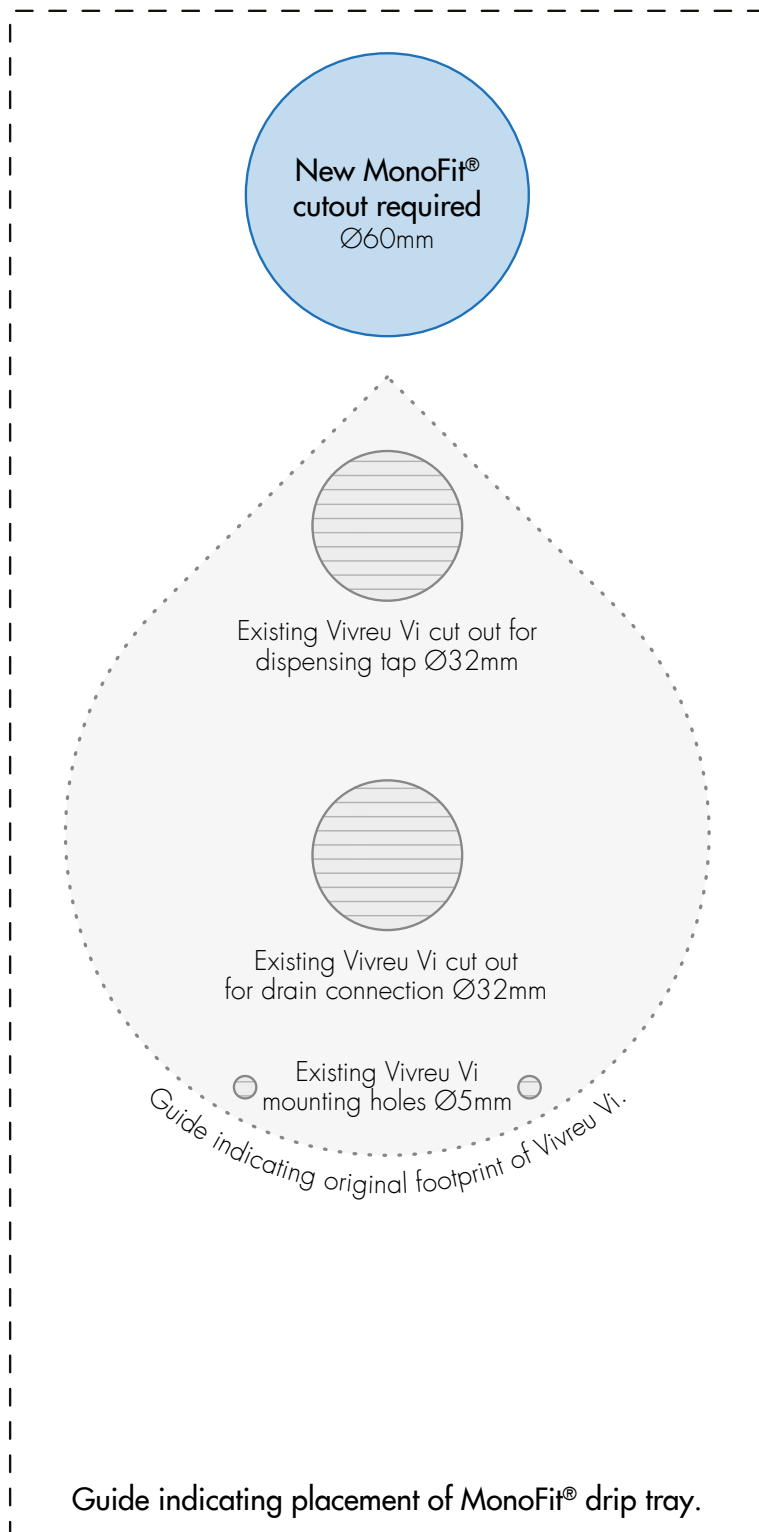 New MonoFit®
cutout required
Ø60mm
Existing Vivreu Vi cut out for
dispensing tap Ø32mm
Existing Vivreu Vi cut out
for drain connection Ø32mm
Existing Vivreu Vi
mounting holes Ø5mm
Guide indicating original footprint of Vivreu Vi.
Guide indicating placement of MonoFit® drip tray.